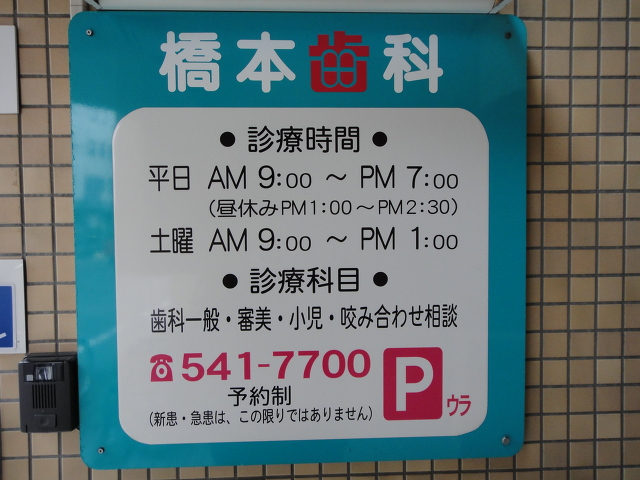 橋本歯科
● 診療時間 ●
平日 AM 9:00 ～ PM 7:00
(昼休みPM1:00～PM2:30)
土曜 AM 9:00 ～ PM 1:00
● 診療科目 ●
歯科一般・審美・小児・咬み合わせ相談
☎541-7700
予約制
(新患・急患は、この限りではありません)
P ウラ